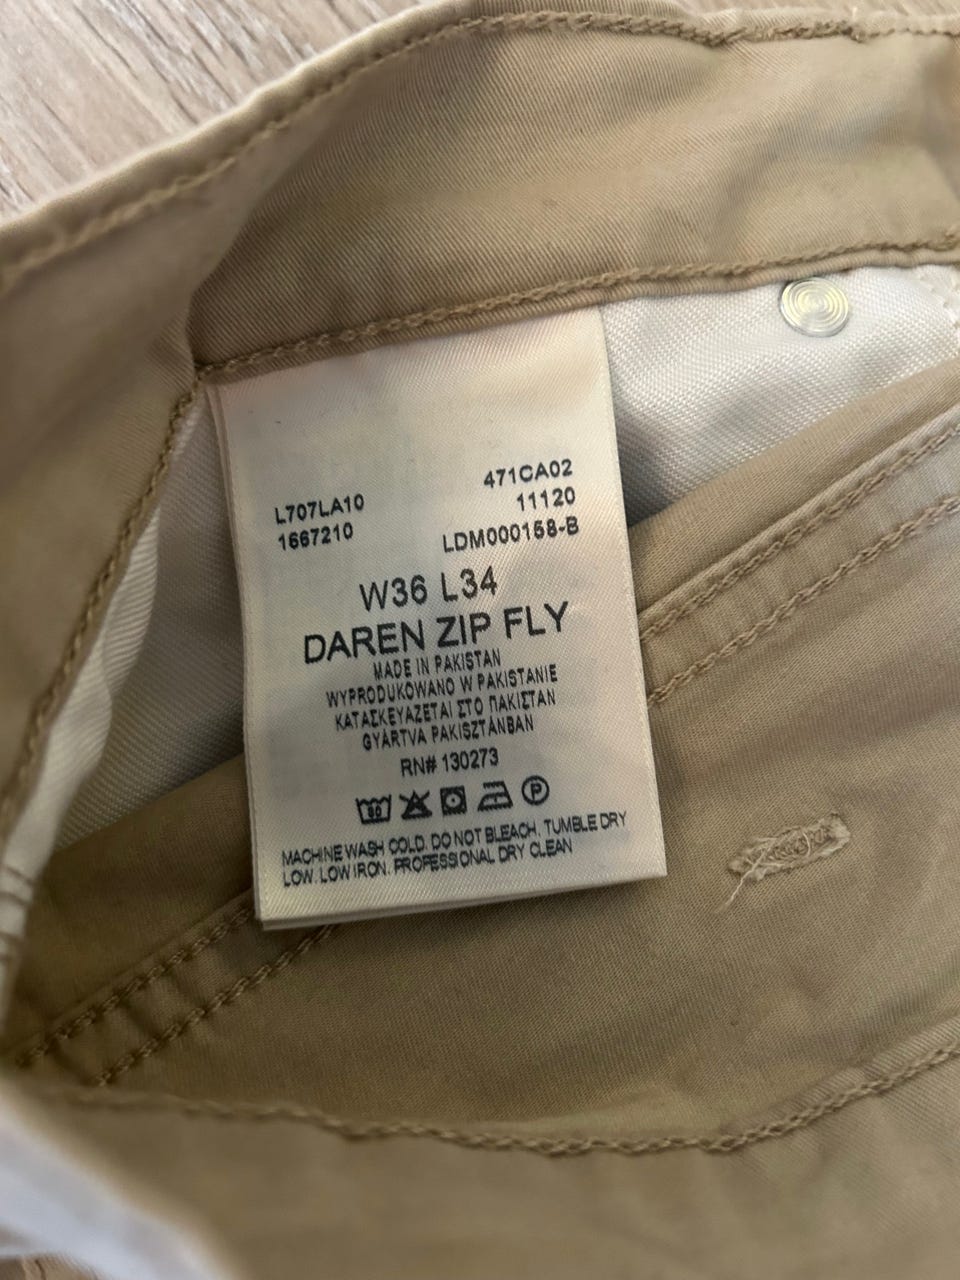 L707LA10
1667210
471CA02
11120
LDM000158-B
W36 L34
DAREN ZIP FLY
MADE IN PAKISTAN
WYPRODUKOWANO W PAKISTANIE
ΚΑΤΑΣΚΕΥΑΖΕΤΑΙ ΣΤΟ ΠΑΚΙΣΤΑΝ
GYÁRTVA PAKISZTÁNBAN
RN# 130273
MACHINE WASH COLD. DO NOT BLEACH. TUMBLE DRY
LOW. LOW IRON. PROFESSIONAL DRY CLEAN